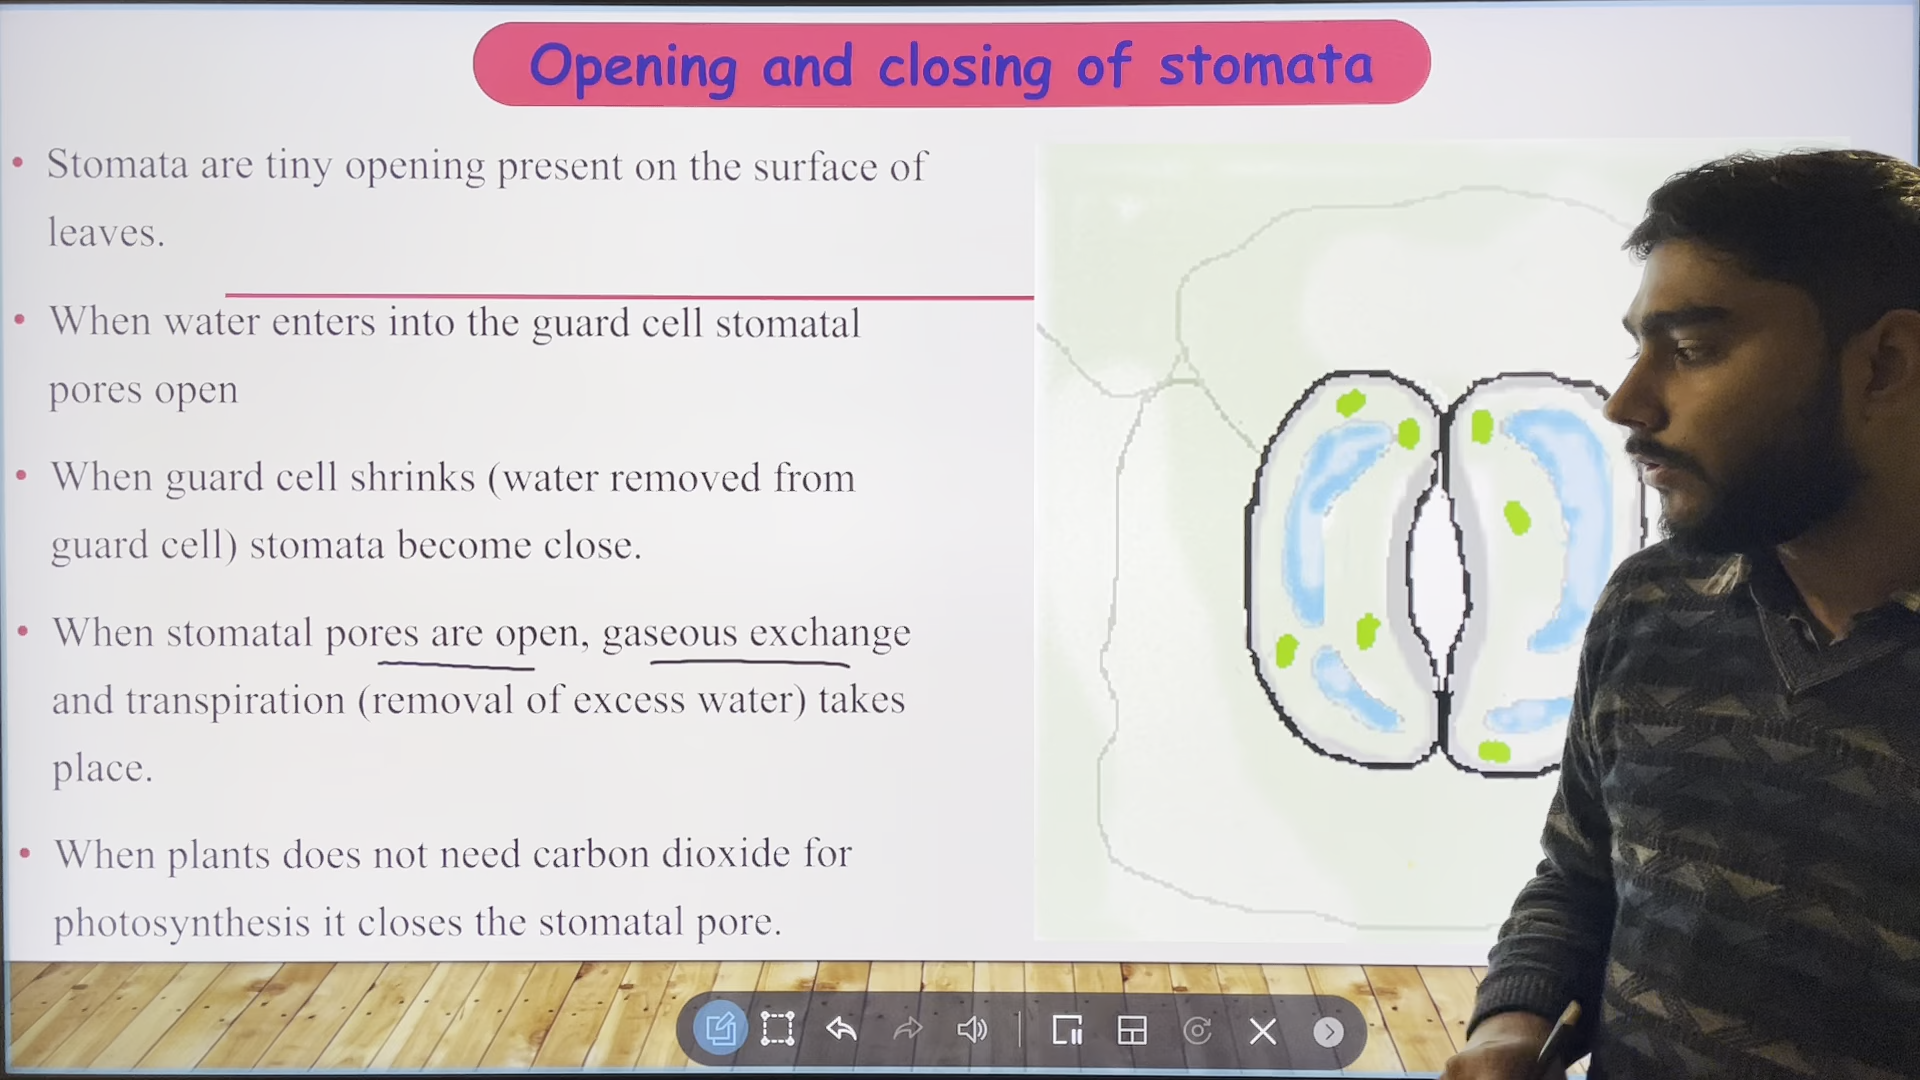 Opening and closing of stomata
• Stomata are tiny opening present on the surface of
leaves.
• When water enters into the guard cell stomatal
pores open
• When guard cell shrinks (water removed from
guard cell) stomata become close.
• When stomatal pores are open, gaseous exchange
and transpiration (removal of excess water) takes
place.
• When plants does not need carbon dioxide for
photosynthesis it closes the stomatal pore.